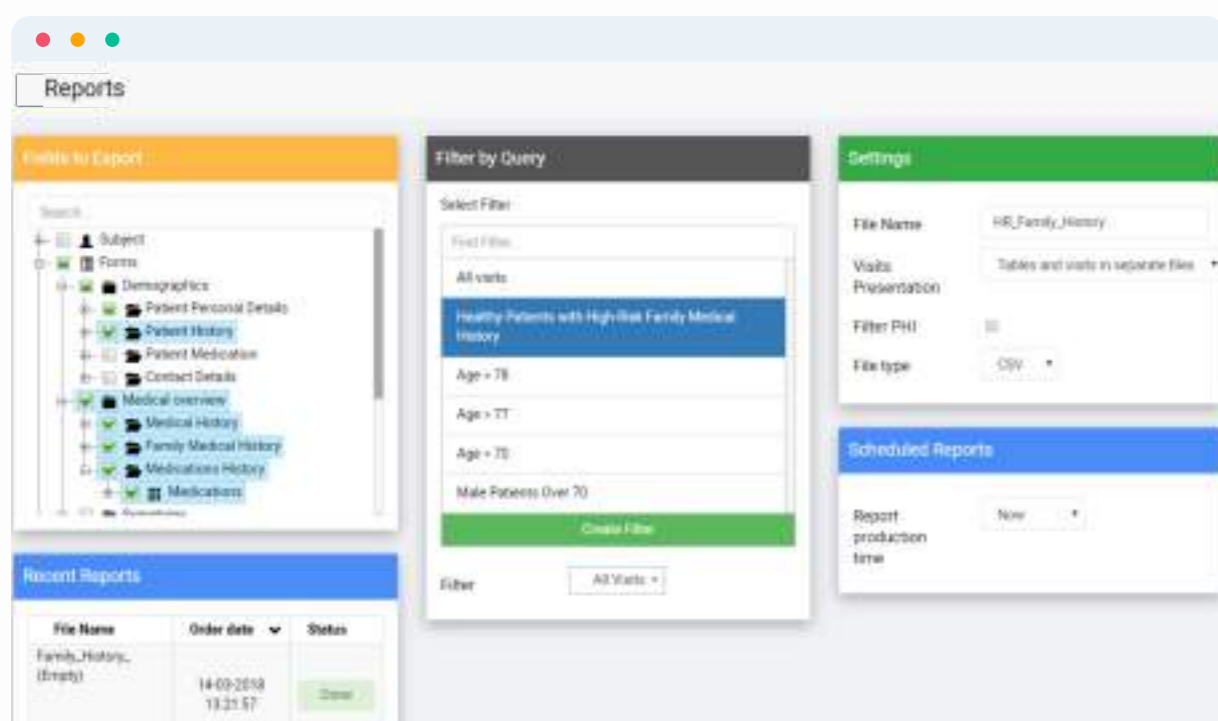 Reports
Fields to Export
Search
Subject
Forms
Demographics
Patient Personal Details
Patient History
Patient Medication
Contact Details
Medical overview
Medical History
Family Medical History
Medications History
Medications
Recent Reports
File Name Order date Status
Family_History_
(Empty)
14-03-2018
13:21:57
Done
Filter by Query
Select Filter
Find Filter
All visits
Healthy Patients with High-Risk Family Medical
History
Age
Age > 77
Age
Male Patients Over 70
Create Filter
Filter All Visits
Settings
File Name HR_Family_History
Visits
Presentation
Tables and visits in separate files
Filter PHI
File type CSV
Scheduled Reports
Report
production
time
Now